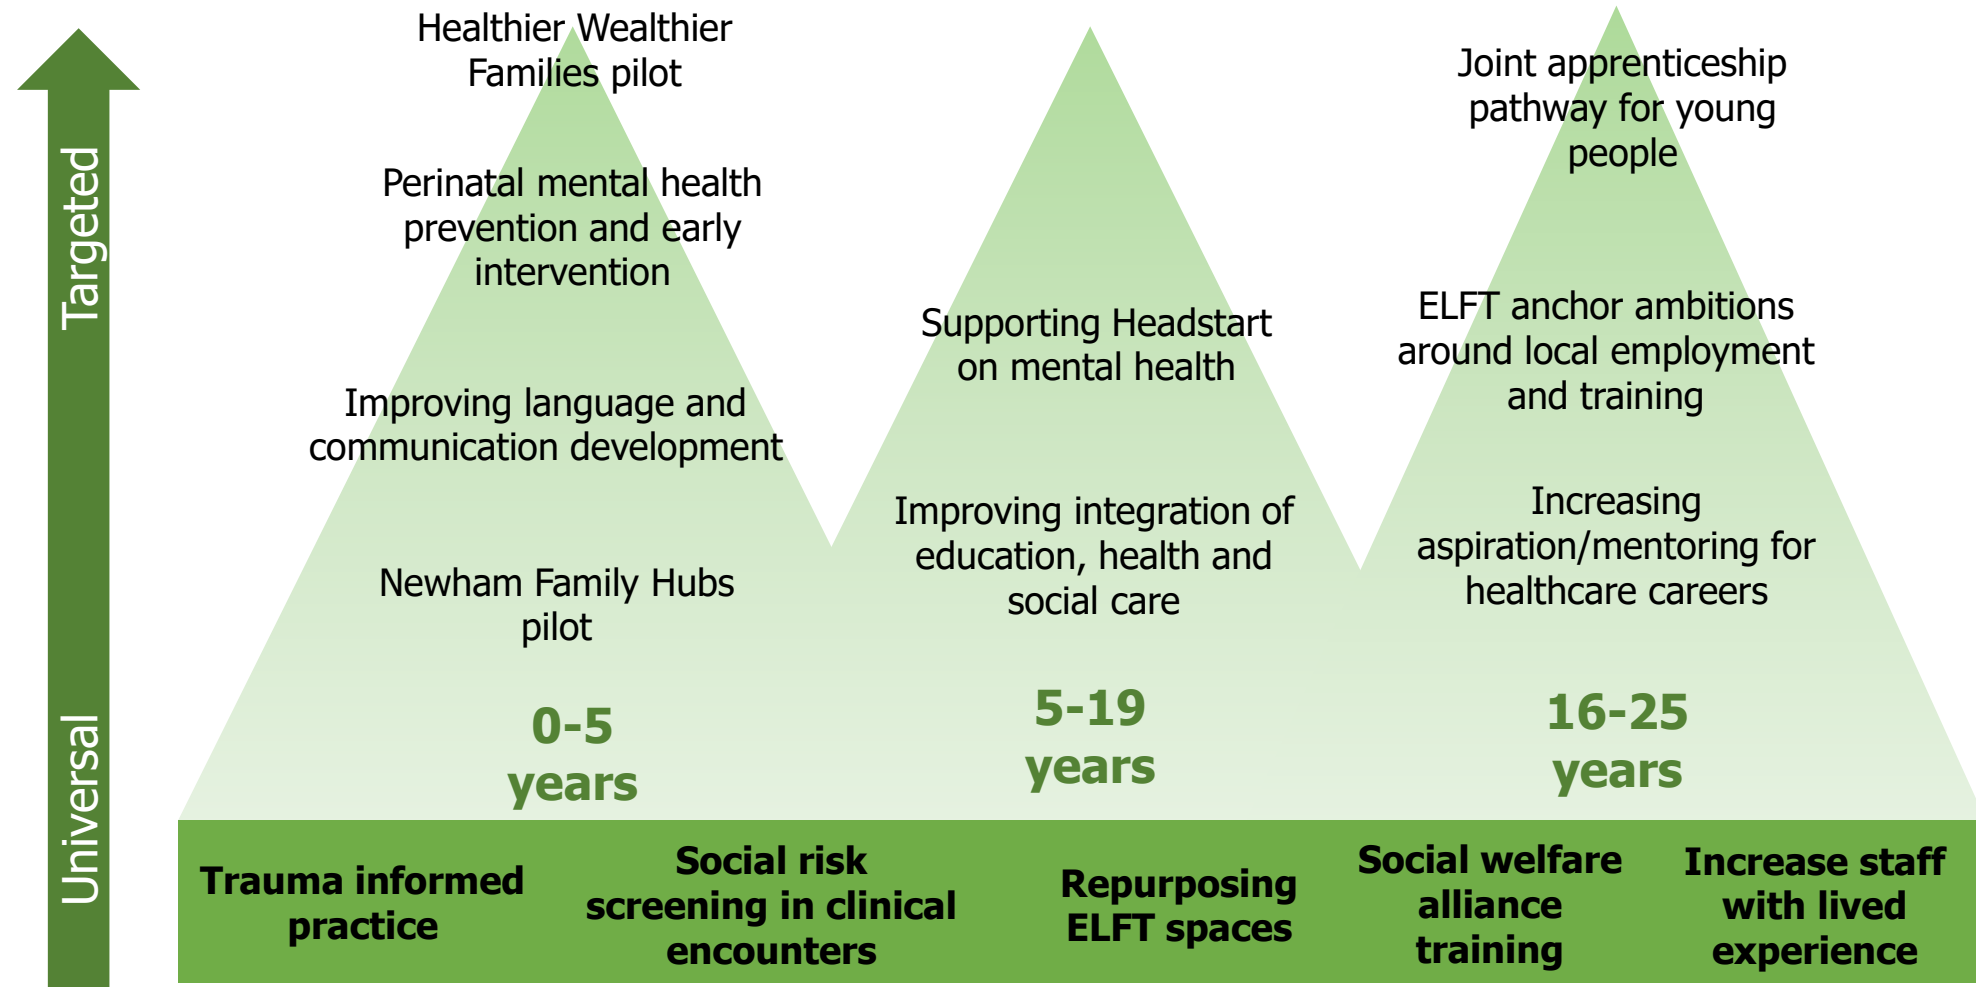 Targeted
Universal
Healthier Wealthier
Families pilot
Perinatal mental health
prevention and early
intervention
Improving language and
communication development
Newham Family Hubs
pilot
0-5
years
Supporting Headstart
on mental health
Improving integration of
education, health and
social care
5-19
years
Joint apprenticeship
pathway for young
people
ELFT anchor ambitions
around local employment
and training
Increasing
aspiration/mentoring for
healthcare careers
16-25
years
Trauma informed
practice
Social risk
screening in clinical
encounters
Repurposing
ELFT spaces
Social welfare
alliance
training
Increase staff
with lived
experience